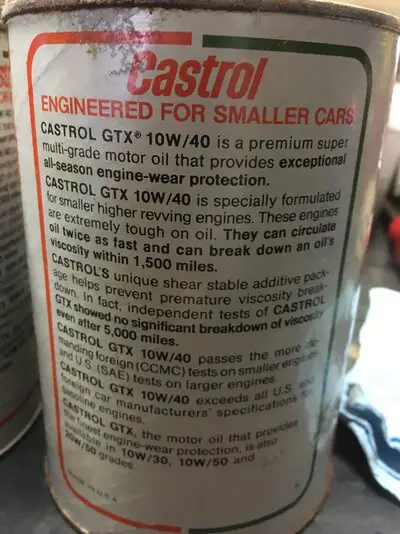 Castrol
ENGINEERED FOR SMALLER CARS
CASTROL GTX® 10W/40 is a premium super
multi-grade motor oil that provides exceptional
all-season engine-wear protection.
CASTROL GTX 10W/40 is specially formulated
for smaller higher revving engines. These engines
are extremely tough on oil. They can circulate
oil twice as fast and can break down an oil's
viscosity within 1,500 miles.
CASTROL'S unique shear stable additive pack-
age helps prevent premature viscosity break-
down. In fact, independent tests of CASTROL
GTX showed no significant breakdown of viscosity
even after 5,000 miles.
CASTROL GTX 10W/40 passes the more de-
manding foreign (CCMC) tests on smaller engines
and U.S. (SAE) tests on larger engines.
CASTROL GTX 10W/40 exceeds all U.S. and
foreign car manufacturers' specifications for
gasoline engines.
CASTROL GTX, the motor oil that provides
the finest engine-wear protection, is also
available in 10W/30, 10W/50 and
20W/50 grades.
MADE IN U.S.A.